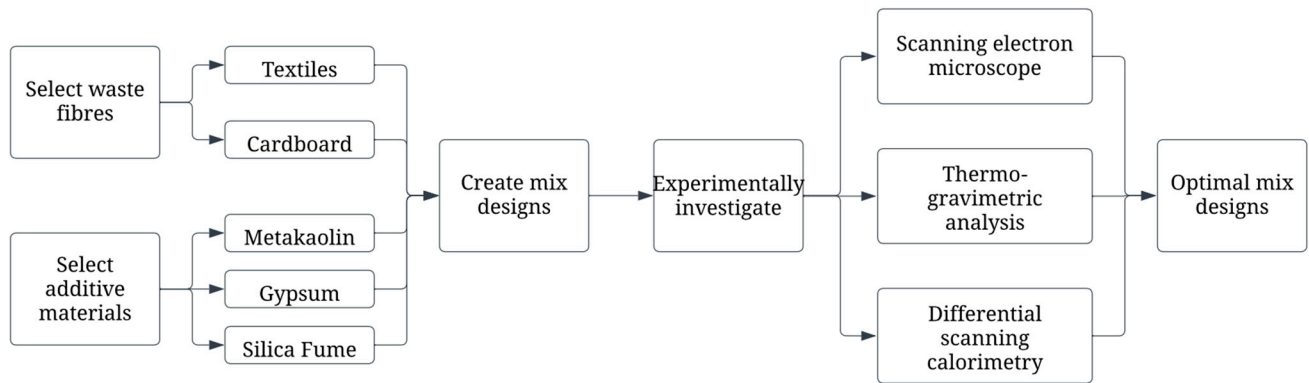 Select waste
fibres
Textiles
Cardboard
Select
additive
materials
Metakaolin
Gypsum
Silica Fume
Create mix
designs
Experimentally
investigate
Scanning electron
microscope
Thermo-
gravimetric
analysis
Differential
scanning
calorimetry
Optimal mix
designs